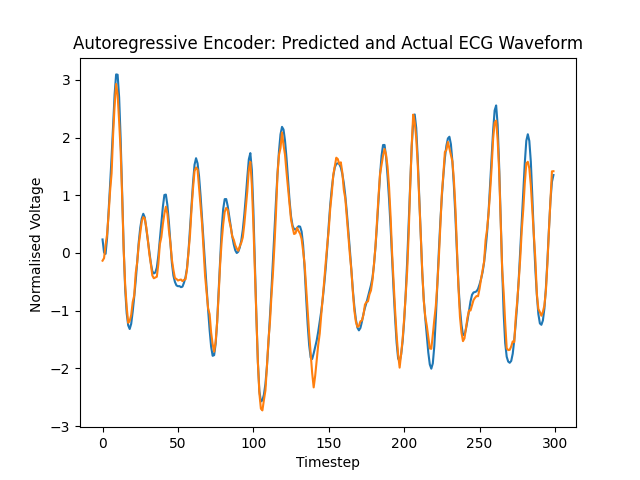 Autoregressive Encoder: Predicted and Actual ECG Waveform
3
2
1
0
−1
−2
−3
Normalised Voltage
0 50 100 150 200 250 300
Timestep